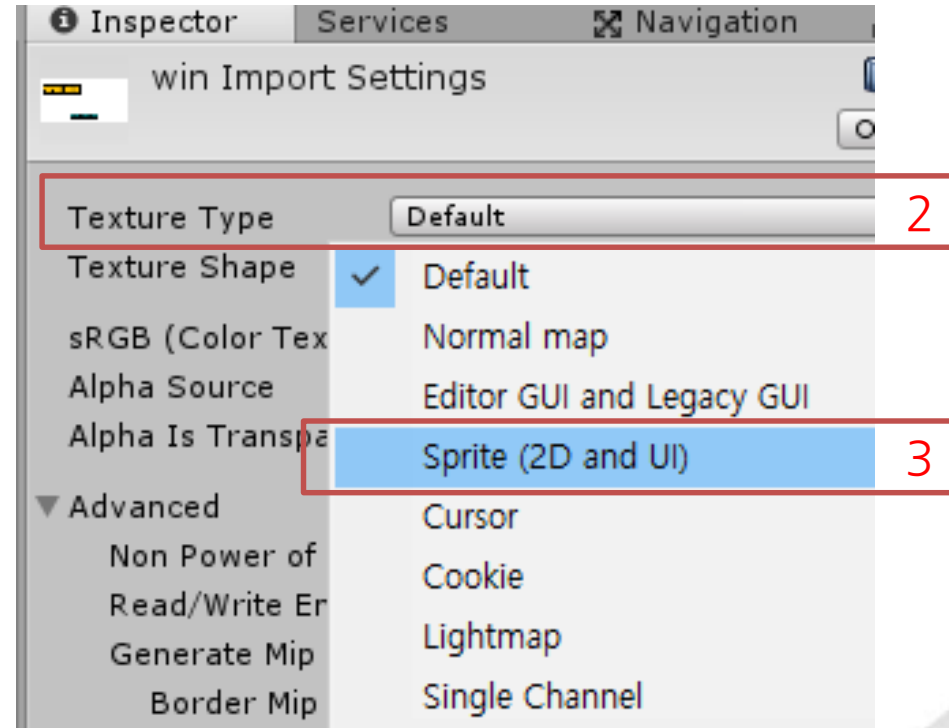 Inspector Services Navigation
win Import Settings
Texture Type Default 2
Texture Shape
Default
sRGB (Color Tex
Normal map
Alpha Source
Editor GUI and Legacy GUI
Alpha Is Transpa
Sprite (2D and UI) 3
Advanced
Cursor
Non Power of
Cookie
Read/Write En
Lightmap
Generate Mip
Single Channel
Border Mip